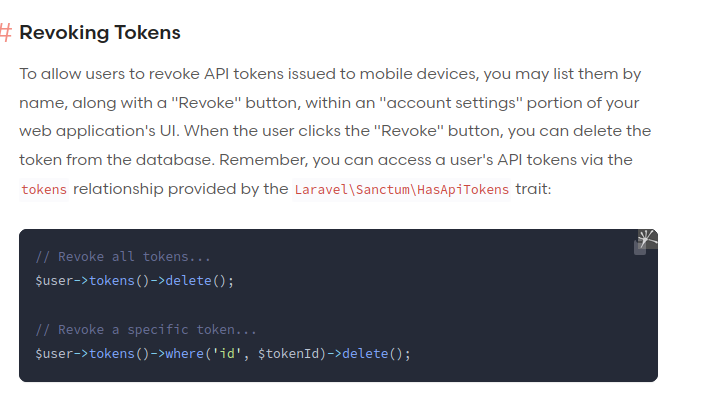 # Revoking Tokens
To allow users to revoke API tokens issued to mobile devices, you may list them by
name, along with a "Revoke" button, within an "account settings" portion of your
web application's UI. When the user clicks the "Revoke" button, you can delete the
token from the database. Remember, you can access a user's API tokens via the
tokens relationship provided by the Laravel\Sanctum\HasApiTokens trait:
// Revoke all tokens...
$user->tokens()->delete();
// Revoke a specific token...
$user->tokens()->where('id', $tokenId)->delete();